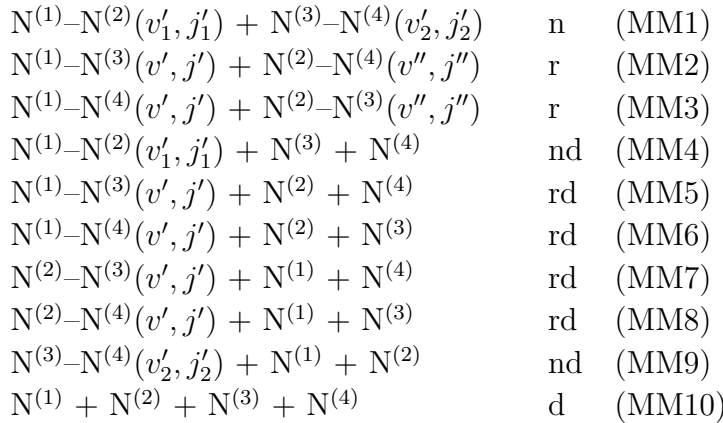 N⁽¹⁾–N⁽²⁾(v′₁, j′₁) + N⁽³⁾–N⁽⁴⁾(v′₂, j′₂) n (MM1)
N⁽¹⁾–N⁽³⁾(v′, j′) + N⁽²⁾–N⁽⁴⁾(v″, j″) r (MM2)
N⁽¹⁾–N⁽⁴⁾(v′, j′) + N⁽²⁾–N⁽³⁾(v″, j″) r (MM3)
N⁽¹⁾–N⁽²⁾(v′₁, j′₁) + N⁽³⁾ + N⁽⁴⁾ nd (MM4)
N⁽¹⁾–N⁽³⁾(v′, j′) + N⁽²⁾ + N⁽⁴⁾ rd (MM5)
N⁽¹⁾–N⁽⁴⁾(v′, j′) + N⁽²⁾ + N⁽³⁾ rd (MM6)
N⁽²⁾–N⁽³⁾(v′, j′) + N⁽¹⁾ + N⁽⁴⁾ rd (MM7)
N⁽²⁾–N⁽⁴⁾(v′, j′) + N⁽¹⁾ + N⁽³⁾ rd (MM8)
N⁽³⁾–N⁽⁴⁾(v′₂, j′₂) + N⁽¹⁾ + N⁽²⁾ nd (MM9)
N⁽¹⁾ + N⁽²⁾ + N⁽³⁾ + N⁽⁴⁾ d (MM10)